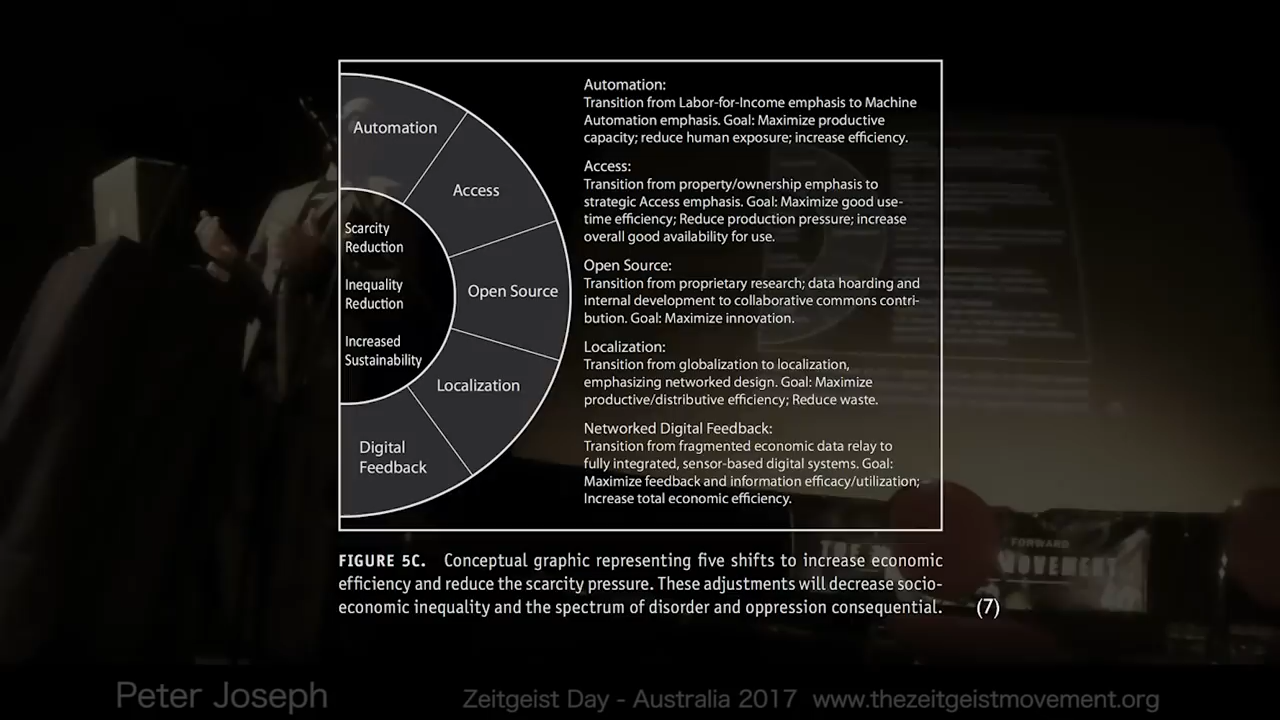 Automation
Access
Open Source
Localization
Digital
Feedback
Scarcity
Reduction
Inequality
Reduction
Increased
Sustainability
Automation:
Transition from Labor-for-Income emphasis to Machine
Automation emphasis. Goal: Maximize productive
capacity; reduce human exposure; increase efficiency.
Access:
Transition from property/ownership emphasis to
strategic Access emphasis. Goal: Maximize good use-
time efficiency; Reduce production pressure; increase
overall good availability for use.
Open Source:
Transition from proprietary research; data hoarding and
internal development to collaborative commons contri-
bution. Goal: Maximize innovation.
Localization:
Transition from globalization to localization,
emphasizing networked design. Goal: Maximize
productive/distributive efficiency; Reduce waste.
Networked Digital Feedback:
Transition from fragmented economic data relay to
fully integrated, sensor-based digital systems. Goal:
Maximize feedback and information efficacy/utilization;
Increase total economic efficiency.
FIGURE 5C. Conceptual graphic representing five shifts to increase economic
efficiency and reduce the scarcity pressure. These adjustments will decrease socio-
economic inequality and the spectrum of disorder and oppression consequential. (7)
FORWARD
MOVEMENT
Peter Joseph
Zeitgeist Day - Australia 2017 www.thezeitgeistmovement.org